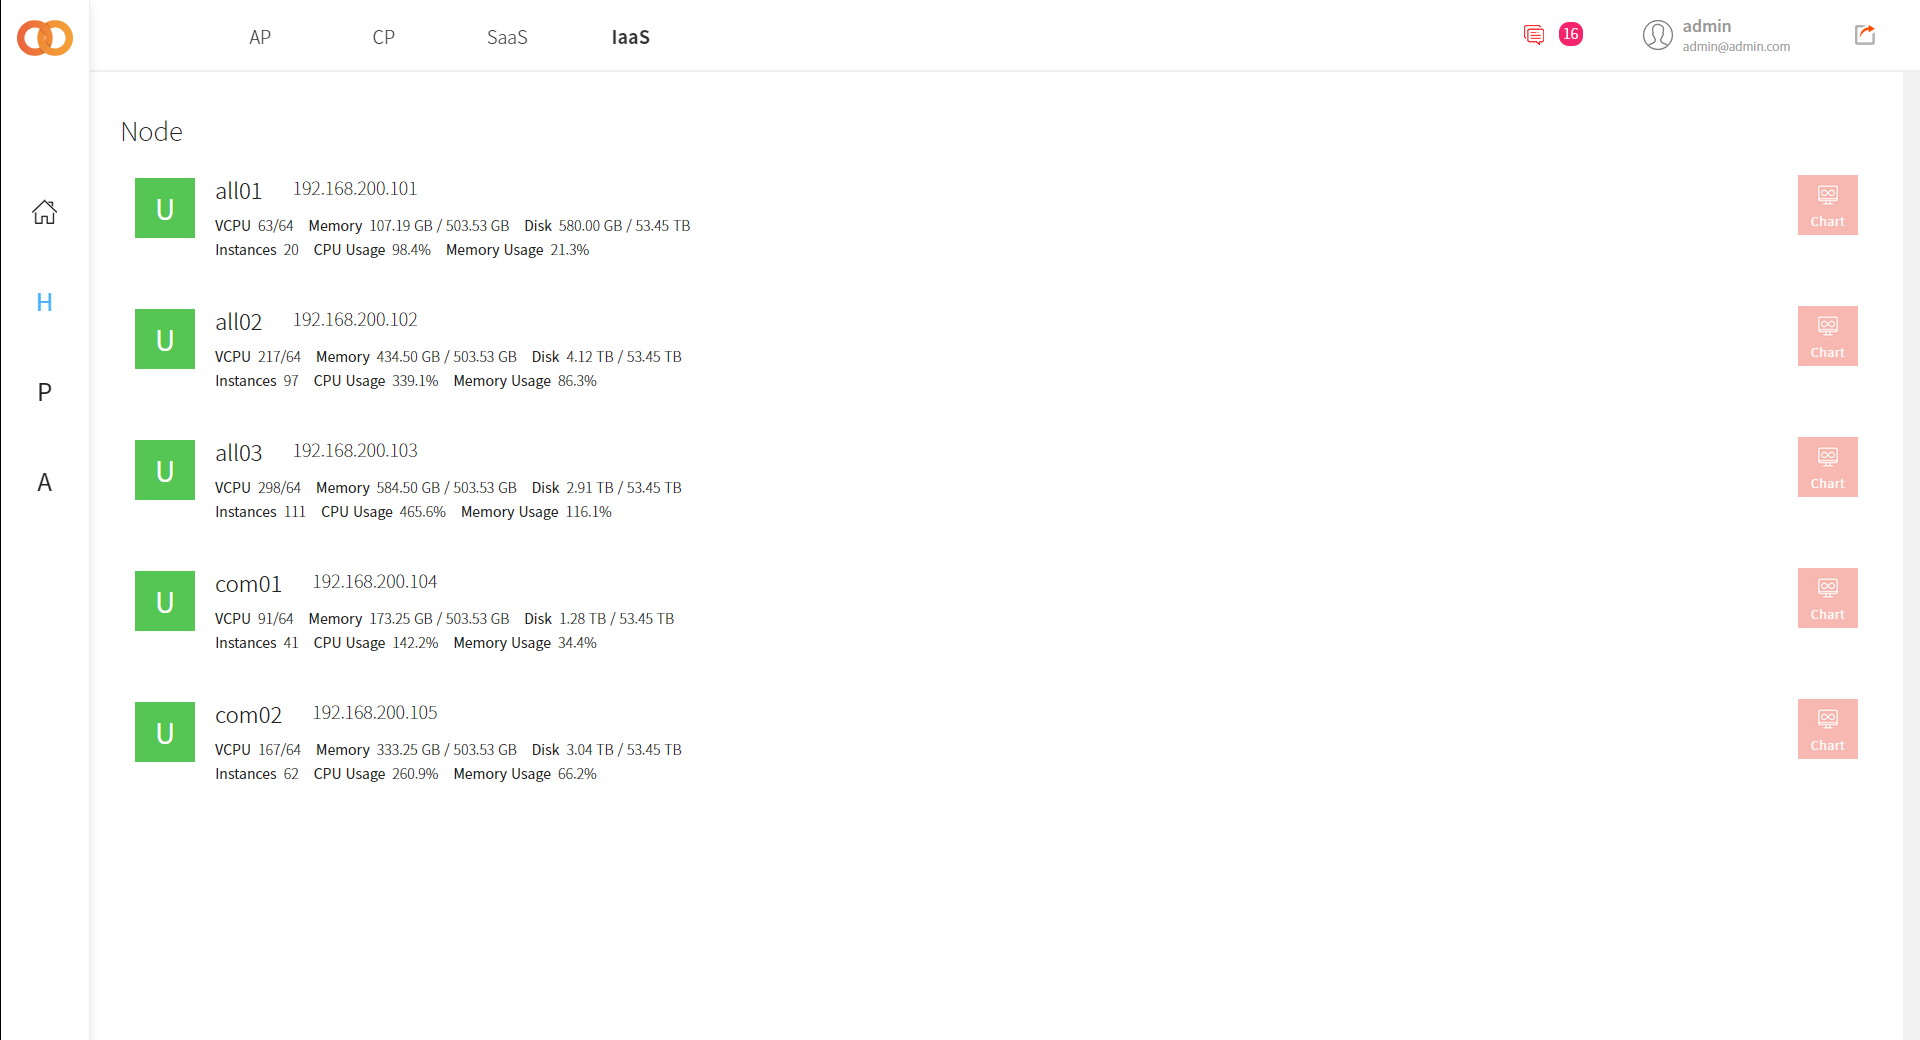 AP CP SaaS IaaS 16 admin
admin@admin.com
Node
H
P
A
U all01 192.168.200.101
VCPU 63/64 Memory 107.19 GB / 503.53 GB Disk 580.00 GB / 53.45 TB
Instances 20 CPU Usage 98.4% Memory Usage 21.3%
Chart
U all02 192.168.200.102
VCPU 217/64 Memory 434.50 GB / 503.53 GB Disk 4.12 TB / 53.45 TB
Instances 97 CPU Usage 339.1% Memory Usage 86.3%
Chart
U all03 192.168.200.103
VCPU 298/64 Memory 584.50 GB / 503.53 GB Disk 2.91 TB / 53.45 TB
Instances 111 CPU Usage 465.6% Memory Usage 116.1%
Chart
U com01 192.168.200.104
VCPU 91/64 Memory 173.25 GB / 503.53 GB Disk 1.28 TB / 53.45 TB
Instances 41 CPU Usage 142.2% Memory Usage 34.4%
Chart
U com02 192.168.200.105
VCPU 167/64 Memory 333.25 GB / 503.53 GB Disk 3.04 TB / 53.45 TB
Instances 62 CPU Usage 260.9% Memory Usage 66.2%
Chart